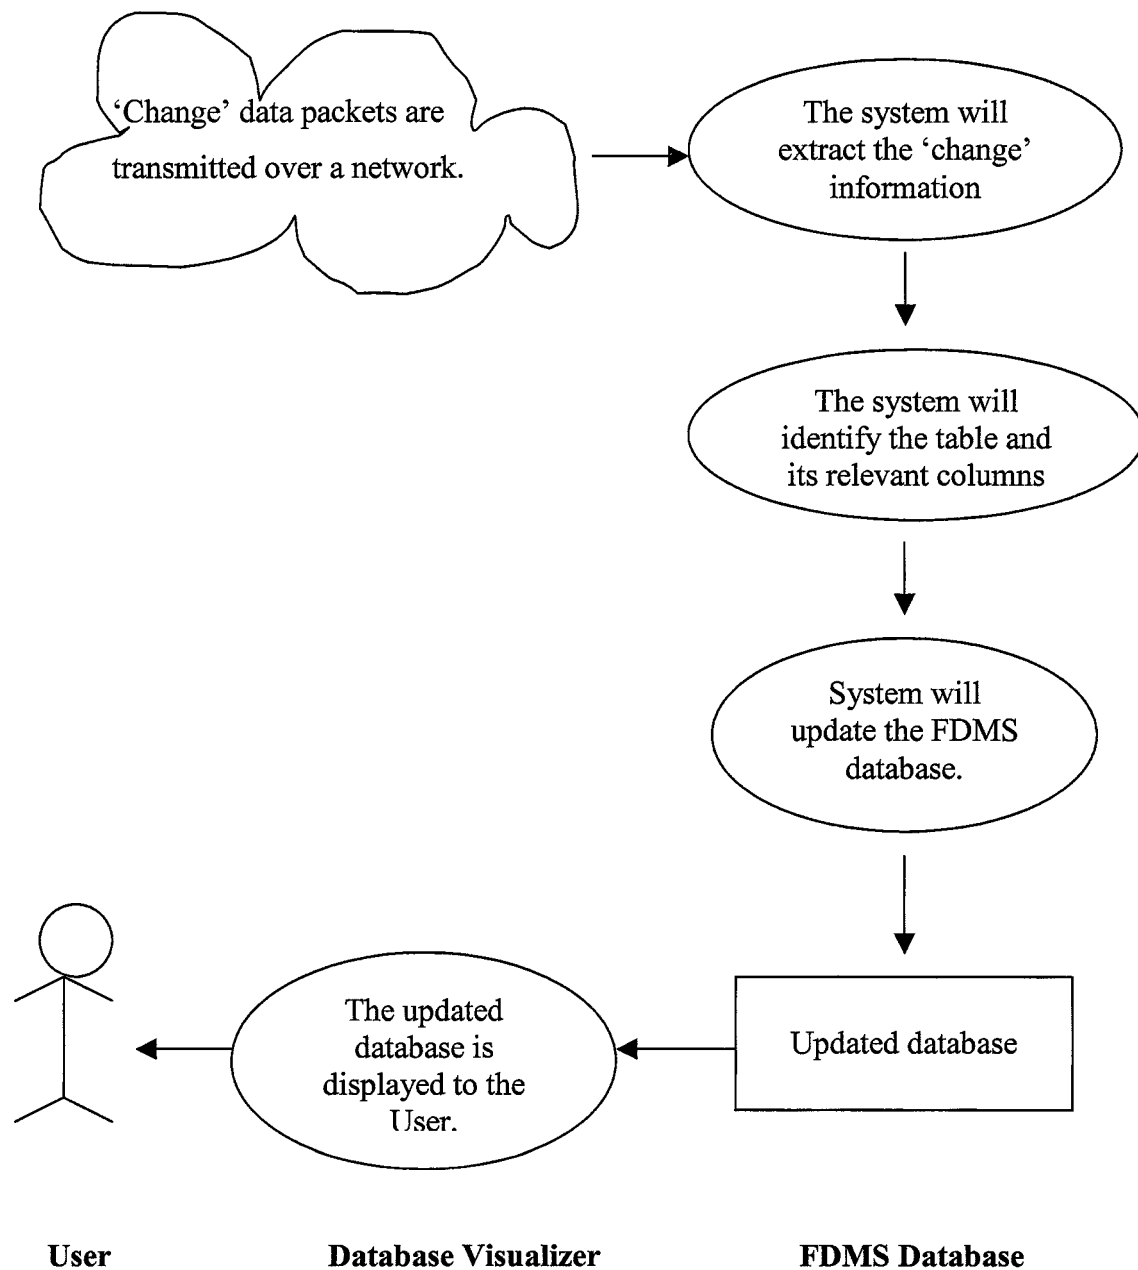 ‘Change’ data packets are
transmitted over a network.
The system will
extract the ‘change’
information
The system will
identify the table and
its relevant columns
System will
update the FDMS
database.
Updated database
The updated
database is
displayed to the
User.
User
Database Visualizer
FDMS Database